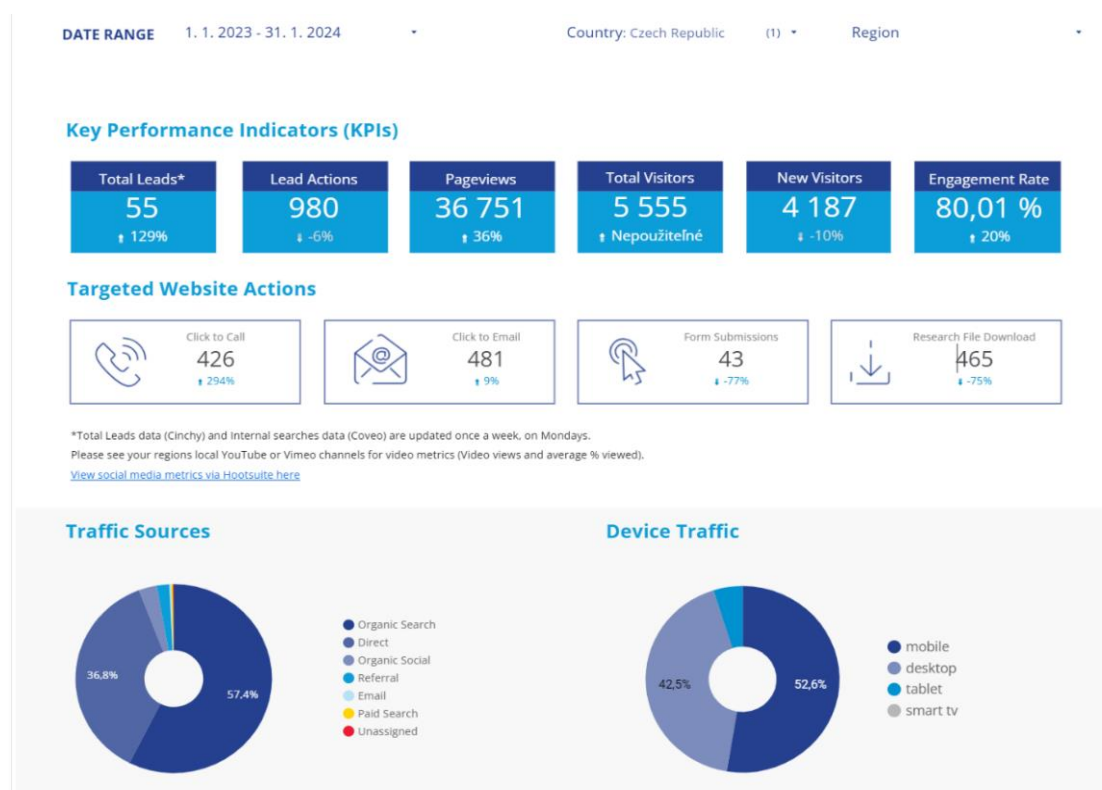 DATE RANGE 1. 1. 2023 - 31. 1. 2024 Country: Czech Republic (1) Region
Key Performance Indicators (KPIs)
Total Leads* Lead Actions Pageviews Total Visitors New Visitors Engagement Rate
55 980 36 751 5 555 4 187 80,01 %
129% -6% 36% Nepoužiteľné -10% 20%
Targeted Website Actions
Click to Call Click to Email Form Submissions Research File Download
426 481 43 465
294% 9% -77% -75%
*Total Leads data (Cinchy) and Internal searches data (Coveo) are updated once a week, on Mondays.
Please see your regions local YouTube or Vimeo channels for video metrics (Video views and average % viewed).
View social media metrics via Hootsuite here
Traffic Sources Device Traffic
36,8%
57,4%
Organic Search
Direct
Organic Social
Referral
Email
Paid Search
Unassigned
42,5% 52,6%
mobile
desktop
tablet
smart tv